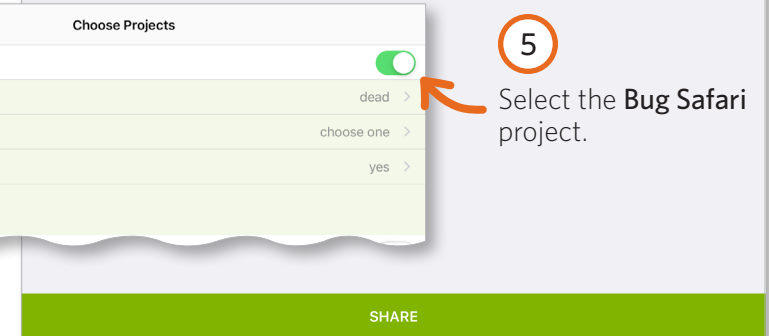 Choose Projects
5
dead >
Select the Bug Safari
project.
choose one >
yes >
SHARE